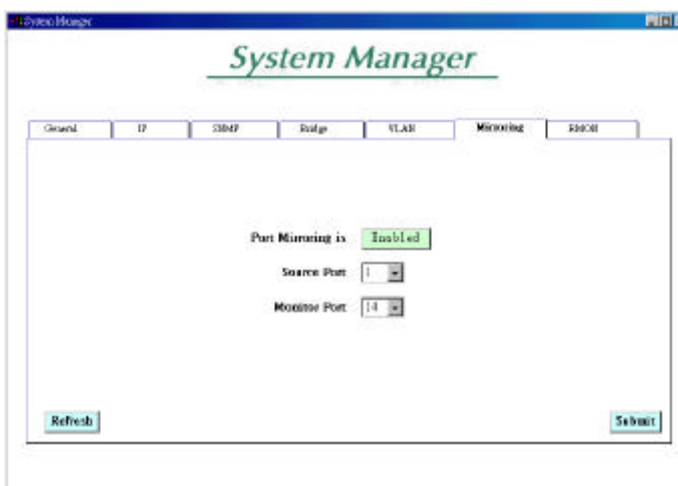 System Manager
System Manager
General IP SNMP Bridge VLAN Mirroring RMON
Port Mirroring is Enabled
Source Port 1
Monitor Port 14
Refresh Submit